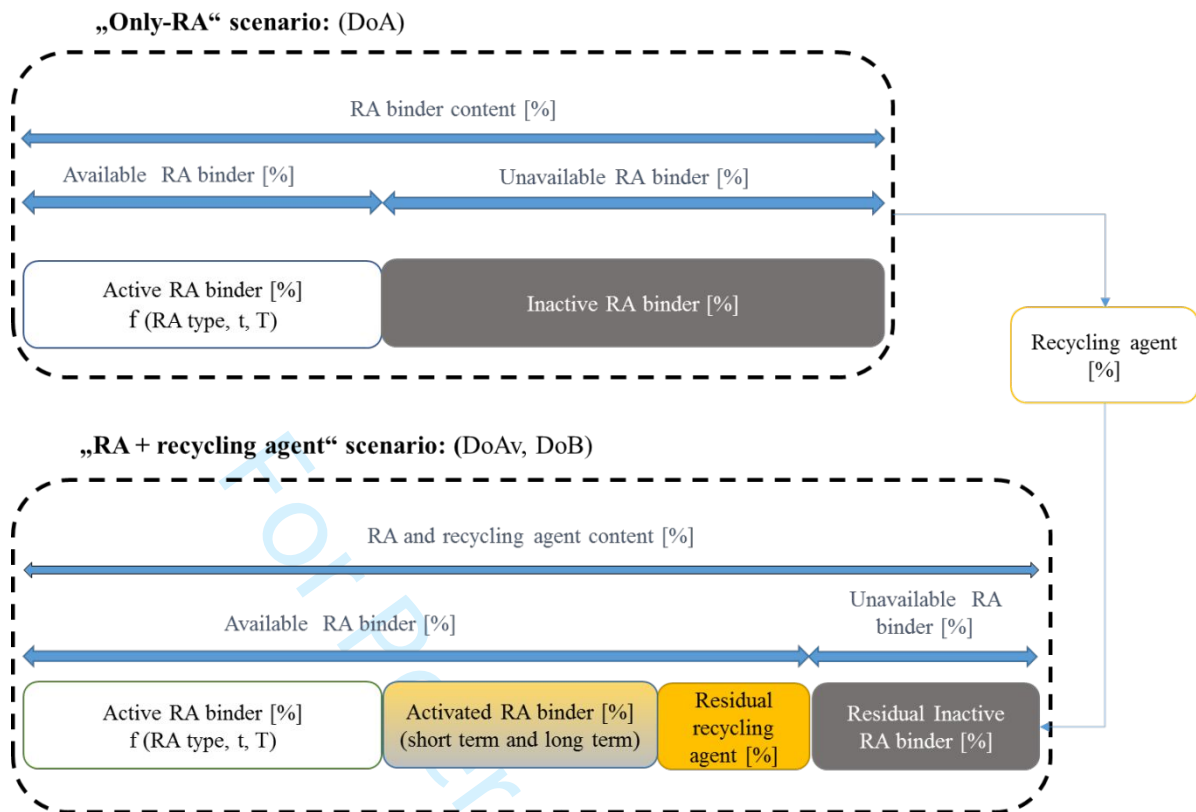 „Only-RA“ scenario: (DoA)
RA binder content [%]
Available RA binder [%]
Unavailable RA binder [%]
Active RA binder [%]
f (RA type, t, T)
Inactive RA binder [%]
Recycling agent
[%]
„RA + recycling agent“ scenario: (DoAv, DoB)
RA and recycling agent content [%]
Available RA binder [%]
Unavailable RA
binder [%]
Active RA binder [%]
f (RA type, t, T)
Activated RA binder [%]
(short term and long term)
Residual
recycling
agent [%]
Residual Inactive
RA binder [%]
For Peer